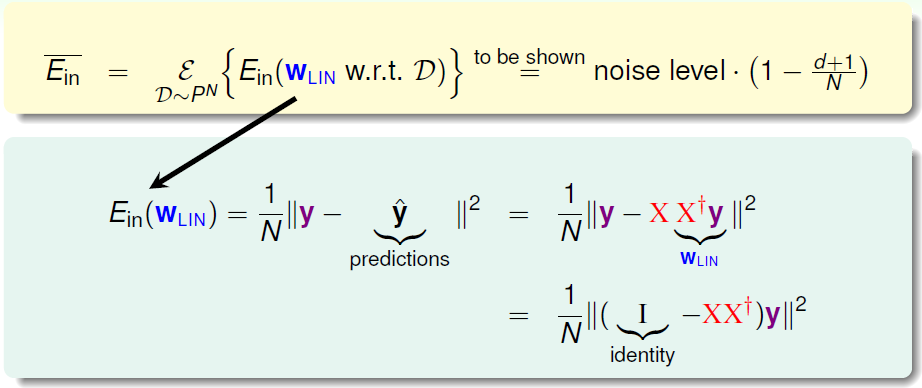 $\overline{E_{\text{in}}} = \underset{\mathcal{D}\sim P^N}{\mathcal{E}}\left\{E_{\text{in}}(\mathbf{w}_{\text{LIN}} \text{ w.r.t. } \mathcal{D})\right\} \overset{\text{to be shown}}{=} \text{noise level} \cdot \left(1 - \frac{d+1}{N}\right)$
$E_{\text{in}}(\mathbf{w}_{\text{LIN}}) = \frac{1}{N}\|\mathbf{y} - \underbrace{\hat{\mathbf{y}}}_{\text{predictions}}\|^2 = \frac{1}{N}\|\mathbf{y} - \mathrm{X}\underbrace{\mathrm{X}^\dagger\mathbf{y}}_{\mathbf{w}_{\text{LIN}}}\|^2$
$= \frac{1}{N}\|(\underbrace{\mathrm{I}}_{\text{identity}} - \mathrm{X}\mathrm{X}^\dagger)\mathbf{y}\|^2$